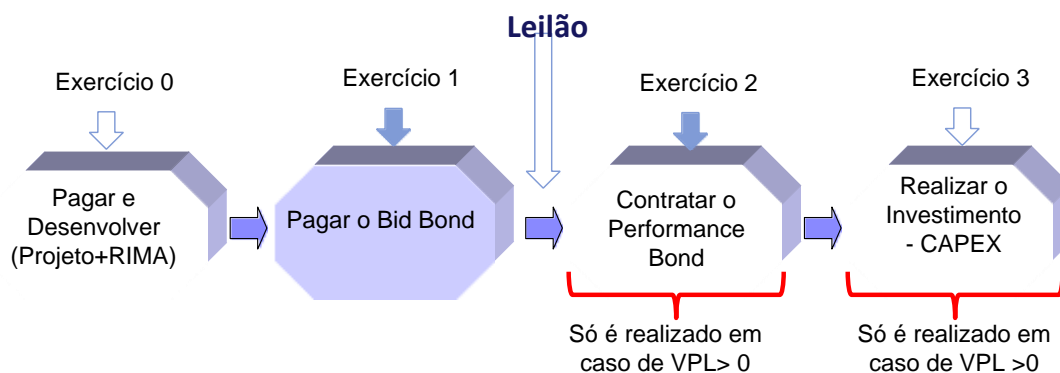 Leilão
Exercício 0
Exercício 1
Exercício 2
Exercício 3
Pagar e
Desenvolver
(Projeto+RIMA)
Pagar o Bid Bond
Contratar o
Performance
Bond
Realizar o
Investimento
- CAPEX
Só é realizado em
caso de VPL> 0
Só é realizado em
caso de VPL >0